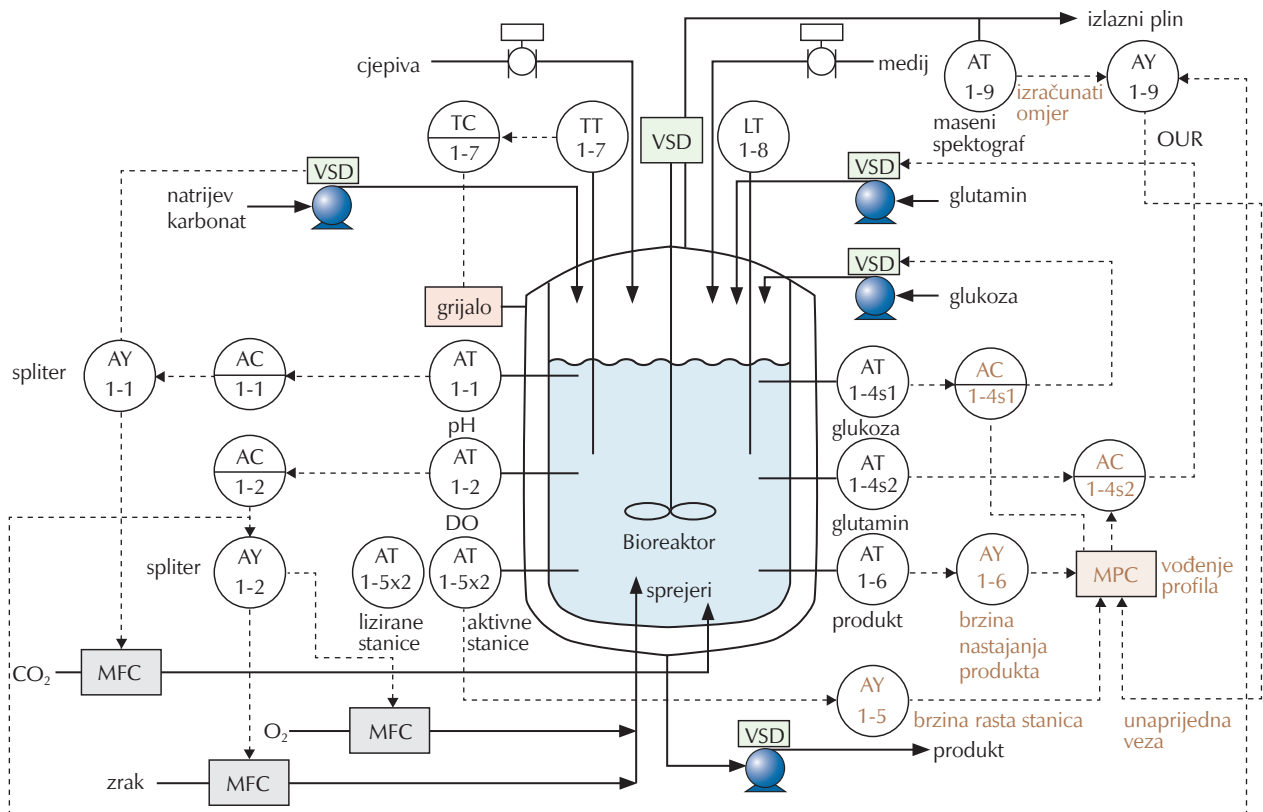 izlazni plin
cjepiva
medij
AT
1-9
izračunati
omjer
AY
1-9
maseni
spektograf
OUR
TC
1-7
TT
1-7
VSD
LT
1-8
VSD
natrijev
karbonat
VSD
glutamin
VSD
glukoza
grijalo
spliter
AY
1-1
AC
1-1
AT
1-1
pH
AT
1-4s1
glukoza
AC
1-4s1
AC
1-2
AT
1-2
DO
AT
1-4s2
glutamin
AC
1-4s2
Bioreaktor
spliter
AY
1-2
AT
1-5x2
lizirane
stanice
AT
1-5x2
aktivne
stanice
sprejeri
AT
1-6
produkt
AY
1-6
brzina
nastajanja
produkta
MPC
vođenje
profila
CO₂
MFC
O₂
MFC
zrak
MFC
AY
1-5
brzina rasta stanica
unaprijedna
veza
VSD
produkt